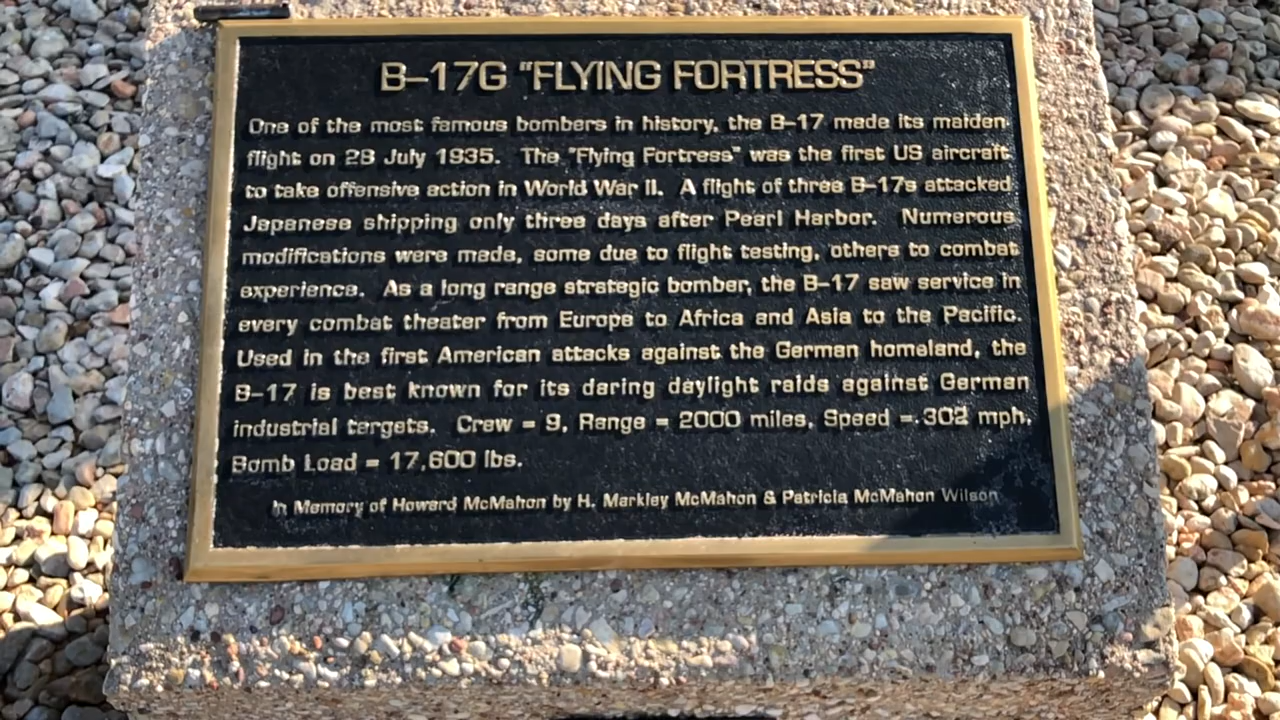 B-17G "FLYING FORTRESS"
One of the most famous bombers in history, the B-17 made its maiden
flight on 28 July 1935. The "Flying Fortress" was the first US aircraft
to take offensive action in World War II. A flight of three B-17s attacked
Japanese shipping only three days after Pearl Harbor. Numerous
modifications were made, some due to flight testing, others to combat
experience. As a long range strategic bomber, the B-17 saw service in
every combat theater from Europe to Africa and Asia to the Pacific.
Used in the first American attacks against the German homeland, the
B-17 is best known for its daring daylight raids against German
industrial targets. Crew = 9, Range = 2000 miles, Speed = 302 mph,
Bomb Load = 17,600 lbs.
In Memory of Howard McMahon by H. Markley McMahon & Patricia McMahon Wilson